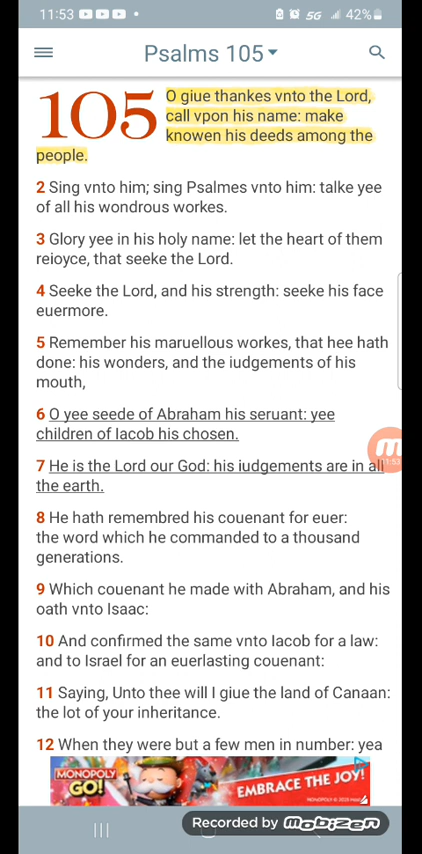 11:53 5G 42%
Psalms 105
105 O giue thankes vnto the Lord,
call vpon his name: make
knowen his deeds among the
people.
2 Sing vnto him; sing Psalmes vnto him: talke yee
of all his wondrous workes.
3 Glory yee in his holy name: let the heart of them
reioyce, that seeke the Lord.
4 Seeke the Lord, and his strength: seeke his face
euermore.
5 Remember his maruellous workes, that hee hath
done: his wonders, and the iudgements of his
mouth,
6 O yee seede of Abraham his seruant: yee
children of Iacob his chosen.
7 He is the Lord our God: his iudgements are in all
the earth.
11:53
8 He hath remembred his couenant for euer:
the word which he commanded to a thousand
generations.
9 Which couenant he made with Abraham, and his
oath vnto Isaac:
10 And confirmed the same vnto Iacob for a law:
and to Israel for an euerlasting couenant:
11 Saying, Unto thee will I giue the land of Canaan:
the lot of your inheritance.
12 When they were but a few men in number: yea
MONOPOLY
GO!
EMBRACE THE JOY!
Recorded by mobizen